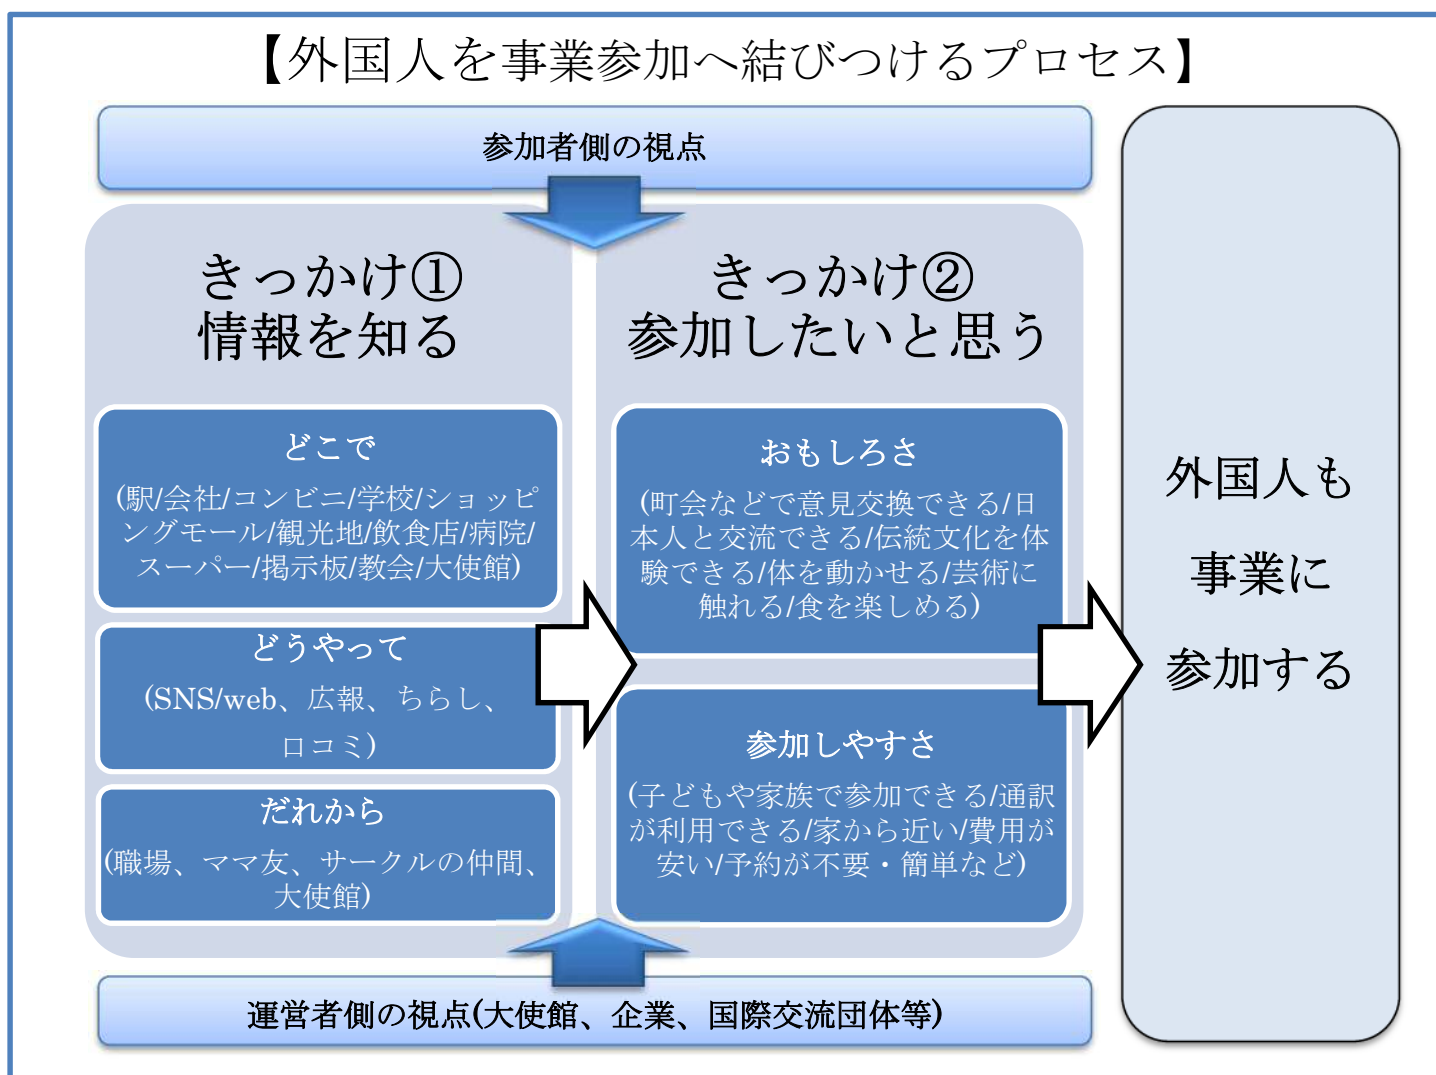 【外国人を事業参加へ結びつけるプロセス】
参加者側の視点
きっかけ①
情報を知る
どこで
(駅/会社/コンビニ/学校/ショッピ
ングモール/観光地/飲食店/病院/
スーパー/掲示板/教会/大使館)
どうやって
(SNS/web、広報、ちらし、
口コミ)
だれから
(職場、ママ友、サークルの仲間、
大使館)
きっかけ②
参加したいと思う
おもしろさ
(町会などで意見交換できる/日
本人と交流できる/伝統文化を体
験できる/体を動かせる/芸術に
触れる/食を楽しめる)
参加しやすさ
(子どもや家族で参加できる/通訳
が利用できる/家から近い/費用が
安い/予約が不要・簡単など)
外国人も
事業に
参加する
運営者側の視点(大使館、企業、国際交流団体等)